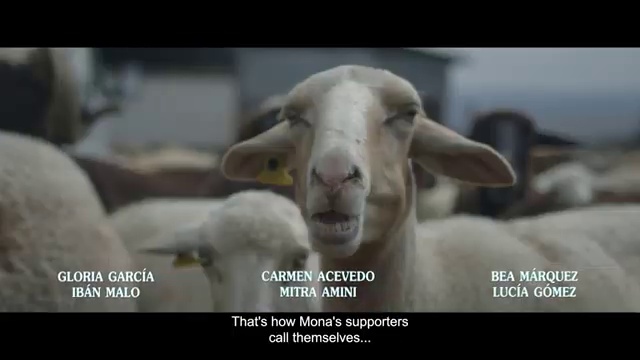 GLORIA GARCÍA
IBÁN MALO
CARMEN ACEVEDO
MITRA AMINI
BEA MÁRQUEZ
LUCÍA GÓMEZ
That's how Mona's supporters
call themselves...